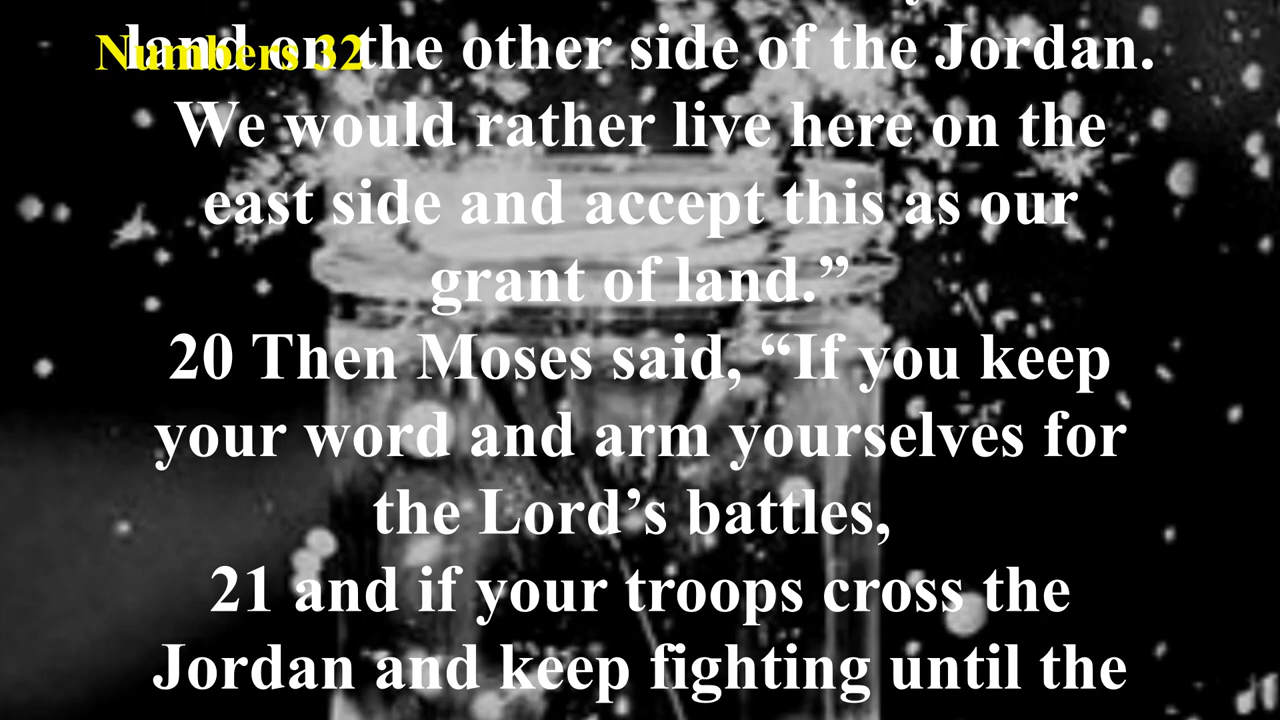 Numbers 32
land on the other side of the Jordan.
We would rather live here on the
east side and accept this as our
grant of land.”
20 Then Moses said, “If you keep
your word and arm yourselves for
the Lord’s battles,
21 and if your troops cross the
Jordan and keep fighting until the